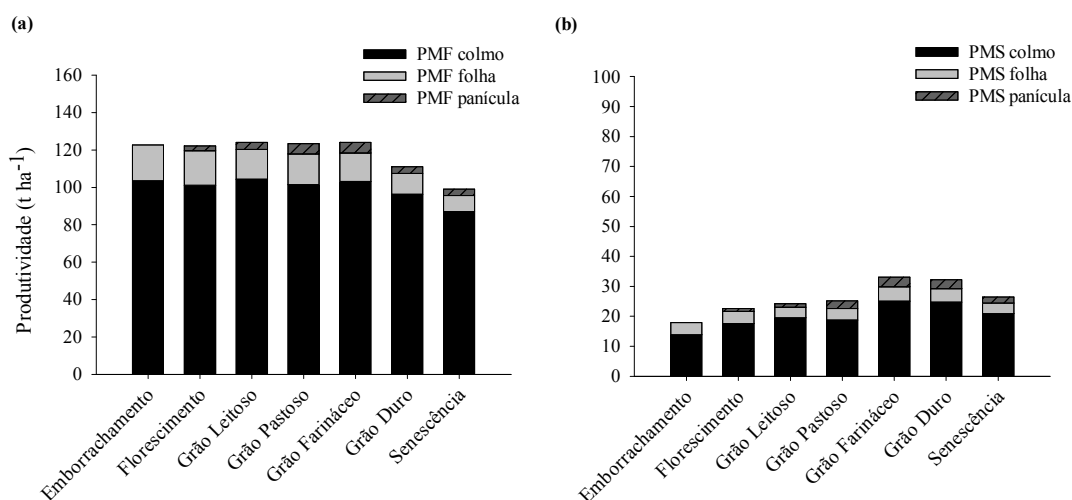 (a)
PMF colmo
PMF folha
PMF panícula
Produtividade (t ha-1)
160
140
120
100
80
60
40
20
0
Emborrachamento
Florescimento
Grão Leitoso
Grão Pastoso
Grão Farináceo
Grão Duro
Senescência
(b)
PMS colmo
PMS folha
PMS panícula
100
90
80
70
60
50
40
30
20
10
0
Emborrachamento
Florescimento
Grão Leitoso
Grão Pastoso
Grão Farináceo
Grão Duro
Senescência